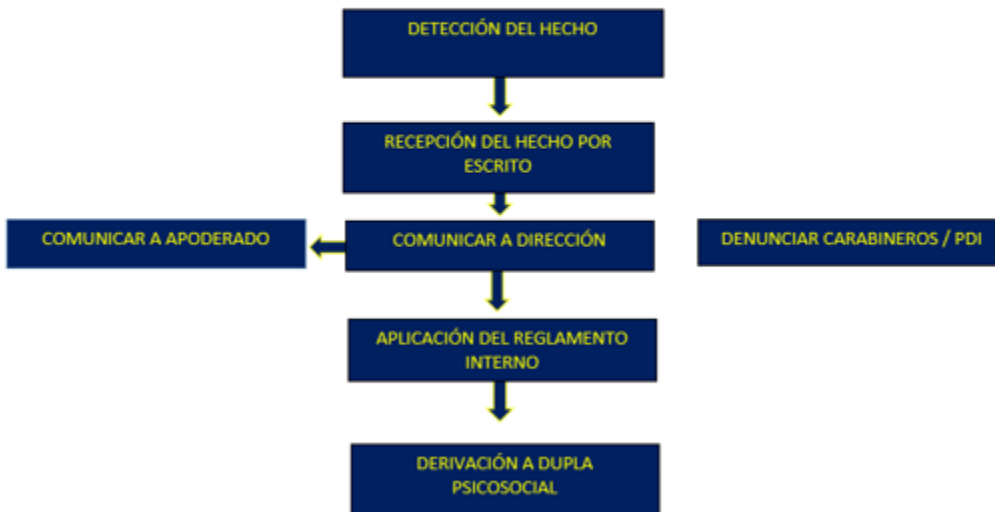 DETECCIÓN DEL HECHO
RECEPCIÓN DEL HECHO POR
ESCRITO
COMUNICAR A APODERADO
COMUNICAR A DIRECCIÓN
DENUNCIAR CARABINEROS / PDI
APLICACIÓN DEL REGLAMENTO
INTERNO
DERIVACIÓN A DUPLA
PSICOSOCIAL